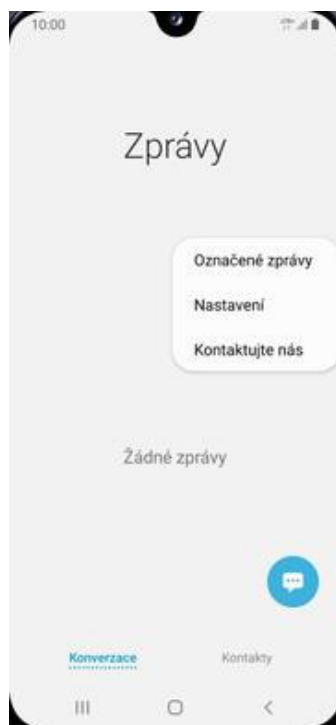 10:00
Zprávy
Označené zprávy
Nastavení
Kontaktujte nás
Žádné zprávy
Konverzace
Kontakty